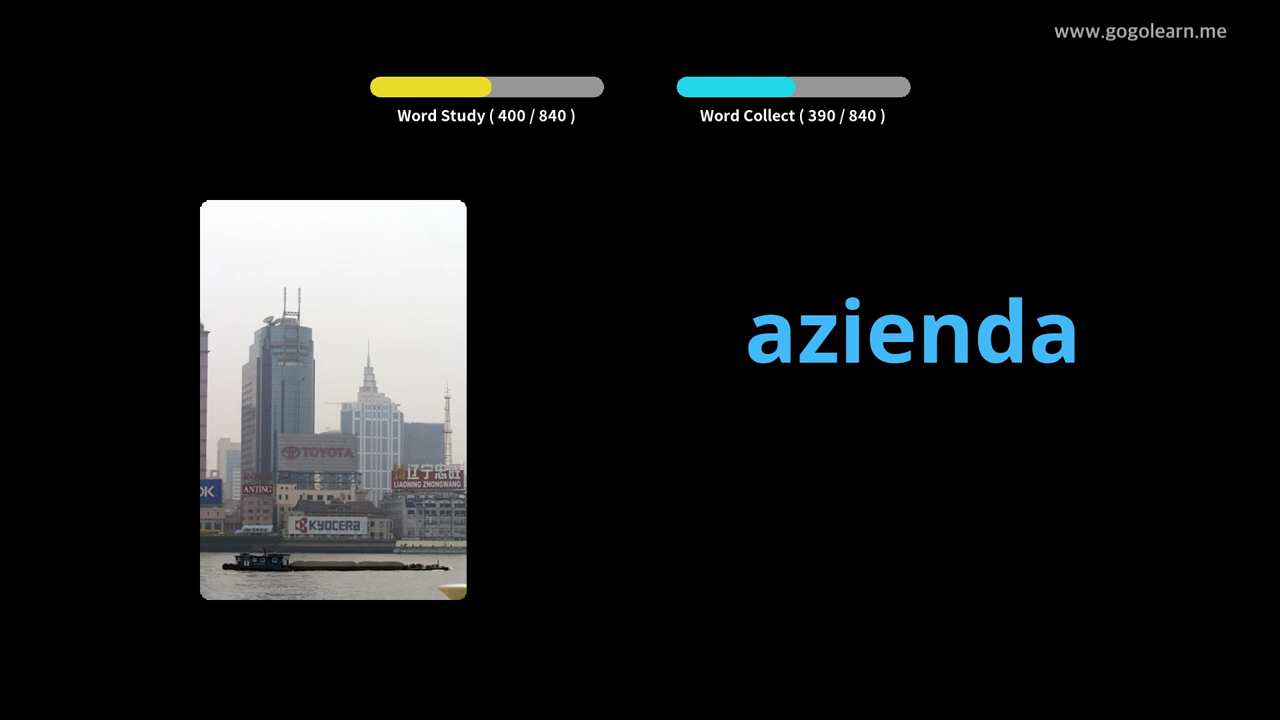 www.gogolearn.me
Word Study ( 400 / 840 )
Word Collect ( 390 / 840 )
azienda
TOYOTA
辽宁忠旺
LIAONING ZHONGWANG
ANTING
OK
KYOCERA